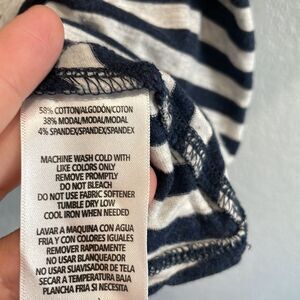 58% COTTON/ALGODÓN/COTON
38% MODAL/MODAL/MODAL
4% SPANDEX/SPANDEX/SPANDEX
MACHINE WASH COLD WITH
LIKE COLORS ONLY
REMOVE PROMPTLY
DO NOT BLEACH
DO NOT USE FABRIC SOFTENER
TUMBLE DRY LOW
COOL IRON WHEN NEEDED
LAVAR A MAQUINA CON AGUA
FRIA Y CON COLORES IGUALES
REMOVER RAPIDAMENTE
NO USAR BLANQUEADOR
NO USAR SUAVISADOR DE TELA
SECAR A TEMPERATURA BAJA
PLANCHA FRIA SI NECESITA